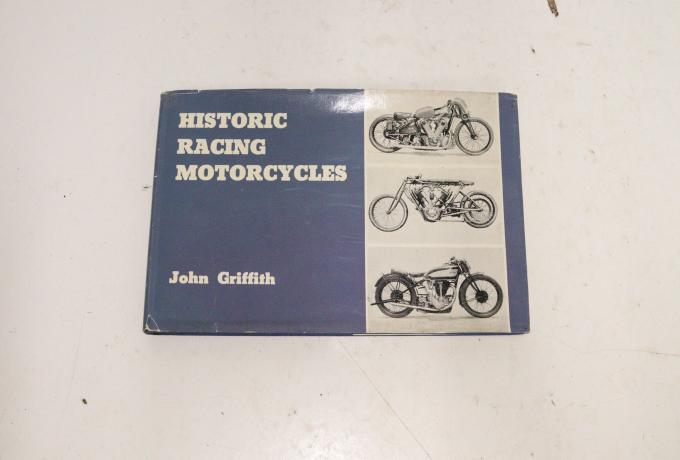 HISTORIC
RACING
MOTORCYCLES
John Griffith